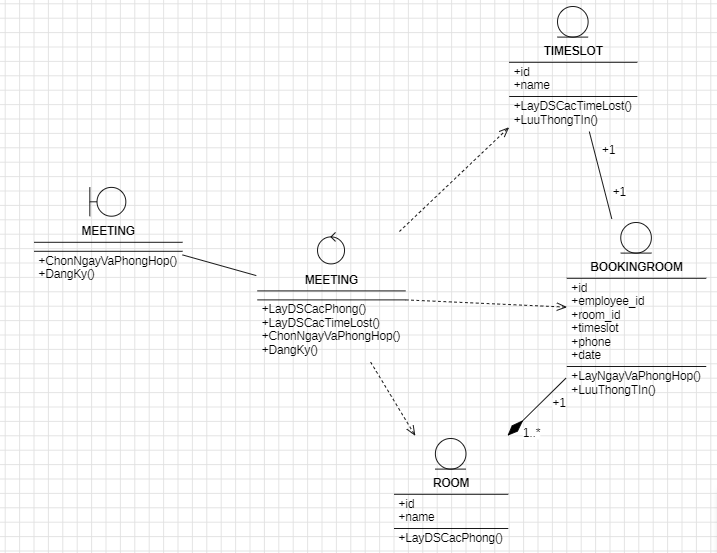 TIMESLOT
+id
+name
+LayDSCacTimeLost()
+LuuThongTIn()
+1
+1
MEETING
+ChonNgayVaPhongHop()
+DangKy()
MEETING
+LayDSCacPhong()
+LayDSCacTimeLost()
+ChonNgayVaPhongHop()
+DangKy()
BOOKINGROOM
+id
+employee_id
+room_id
+timeslot
+phone
+date
+LayNgayVaPhongHop()
+LuuThongTIn()
+1
1..*
ROOM
+id
+name
+LayDSCacPhong()